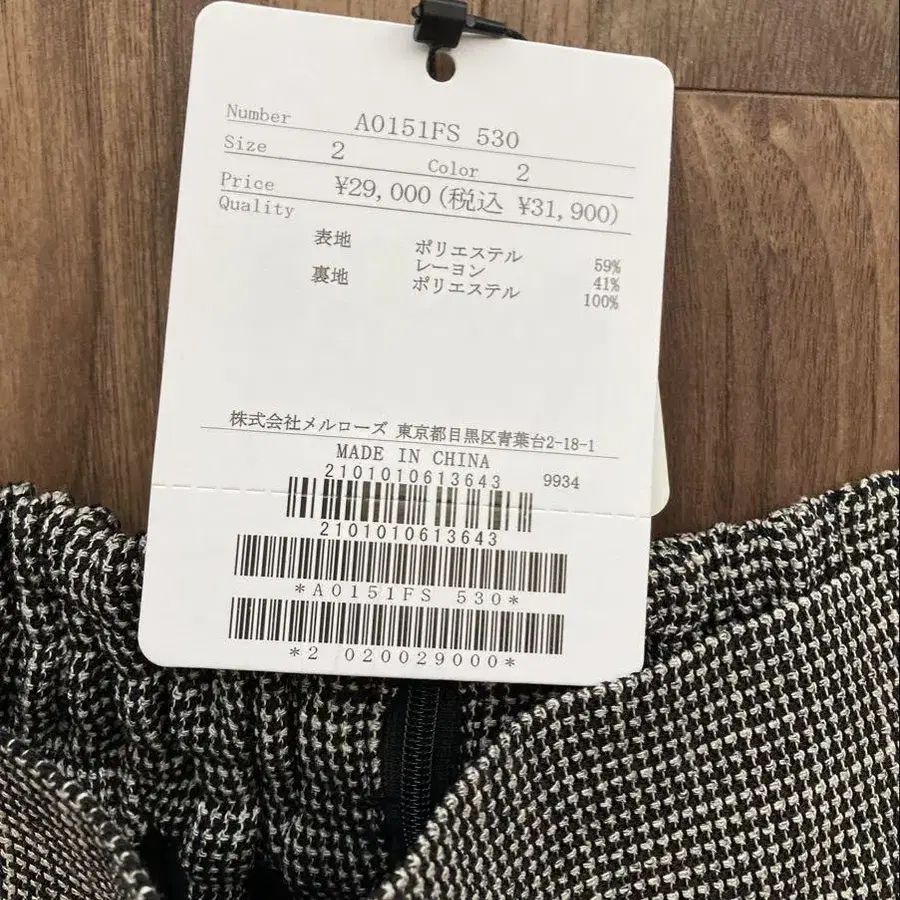 Number A0151FS 530
Size 2 Color 2
Price ¥29,000(税込 ¥31,900)
Quality
表地 ポリエステル 59%
レーヨン 41%
裏地 ポリエステル 100%
株式会社メルローズ 東京都目黒区青葉台2-18-1
MADE IN CHINA
2101010613643 9934
2101010613643
*A0151FS 530*
*2 020029000*